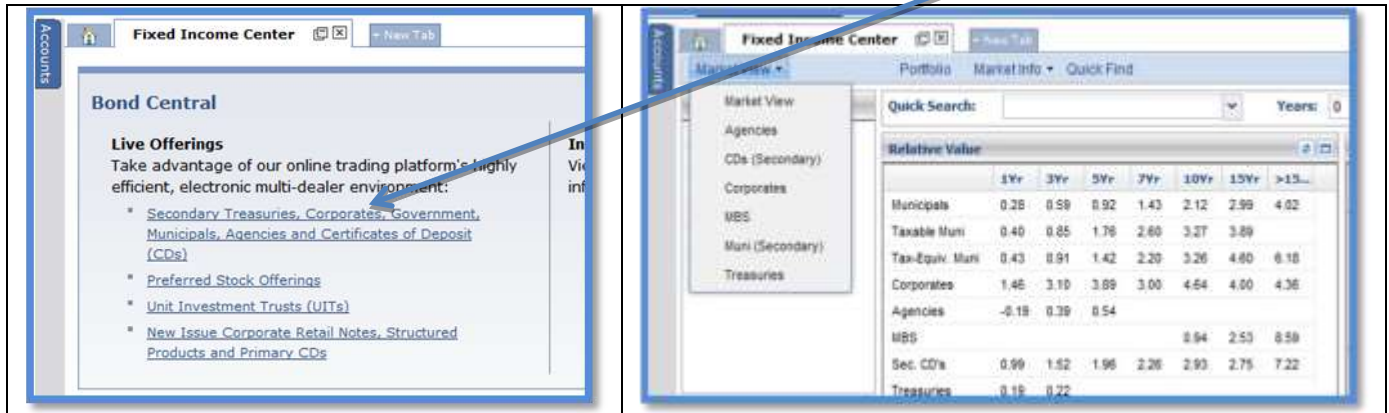 Accounts
Fixed Income Center
+ New Tab
Bond Central
Live Offerings
Take advantage of our online trading platform's highly
efficient, electronic multi-dealer environment:
Secondary Treasuries, Corporates, Government,
Municipals, Agencies and Certificates of Deposit
(CDs)
Preferred Stock Offerings
Unit Investment Trusts (UITs)
New Issue Corporate Retail Notes, Structured
Products and Primary CDs
In
Vie
inf
Accounts
Fixed Income Center
+ New Tab
Market View Portfolio Market Info Quick Find
Market View
Agencies
CDs (Secondary)
Corporates
MBS
Muni (Secondary)
Treasuries
Quick Search: Years: 0
Relative Value
1Yr 3Yr 5Yr 7Yr 10Yr 15Yr >15...
Municipals 0.28 0.59 0.92 1.43 2.12 2.99 4.02
Taxable Muni 0.40 0.85 1.76 2.60 3.27 3.89
Tax-Equiv. Muni 0.43 0.91 1.42 2.20 3.26 4.60 6.18
Corporates 1.46 3.10 3.89 3.00 4.64 4.00 4.36
Agencies -0.19 0.39 0.54
MBS 0.94 2.53 8.59
Sec. CD's 0.99 1.52 1.96 2.26 2.93 2.75 7.22
Treasuries 0.19 0.22